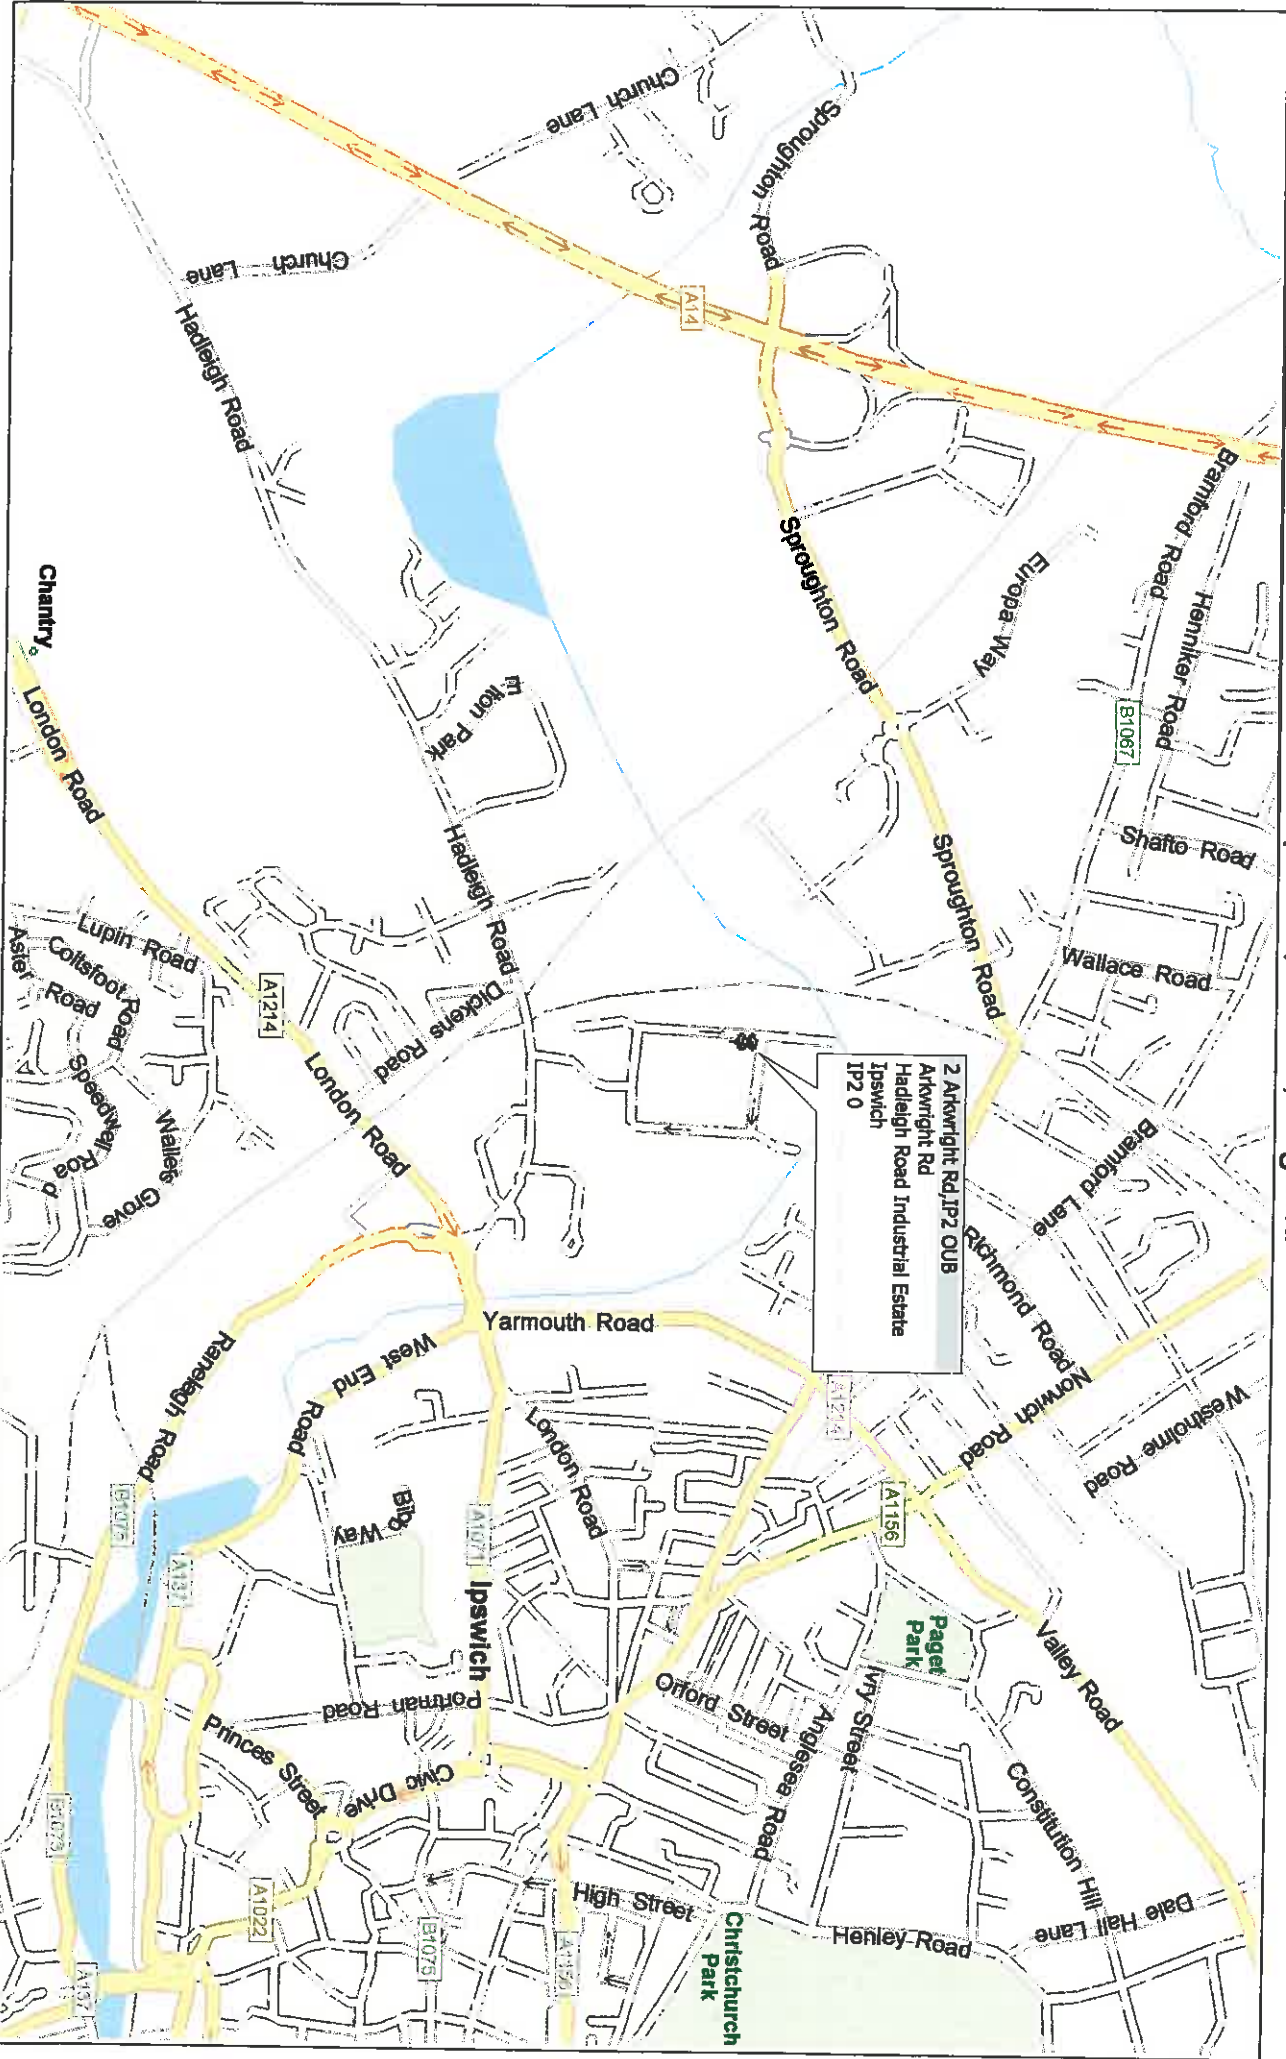 2 Arkwright Rd,IP2 0UB
Arkwright Rd
Hadleigh Road Industrial Estate
Ipswich
IP2 0
Bramford Road
Henniker Road
B1067
Shafto Road
Wallace Road
Europa Way
Sproughton Road
Sproughton Road
Sproughton Road
Church Lane
Church Lane
A14
Hadleigh Road
Hadleigh Road
Chantry
London Road
Lupin Road
Coltsfoot Road
Aster Road
Speedwell Road
Wallers Grove
A1214
London Road
Dickens Road
Bramford Lane
Richmond Road
Norwich Road
Westholme Road
Yarmouth Road
A1214
A1156
West End Road
Ranelagh Road
London Road
Bibb Way
A1071
Ipswich
B1075
A137
Portman Road
Princes Street
Civic Drive
Paget Park
Valley Road
Ivry Street
Orford Street
Anglesea Road
Constitution Hill
Dale Hall Lane
Henley Road
High Street
Christchurch Park
A1022
B1075
A1156
A137